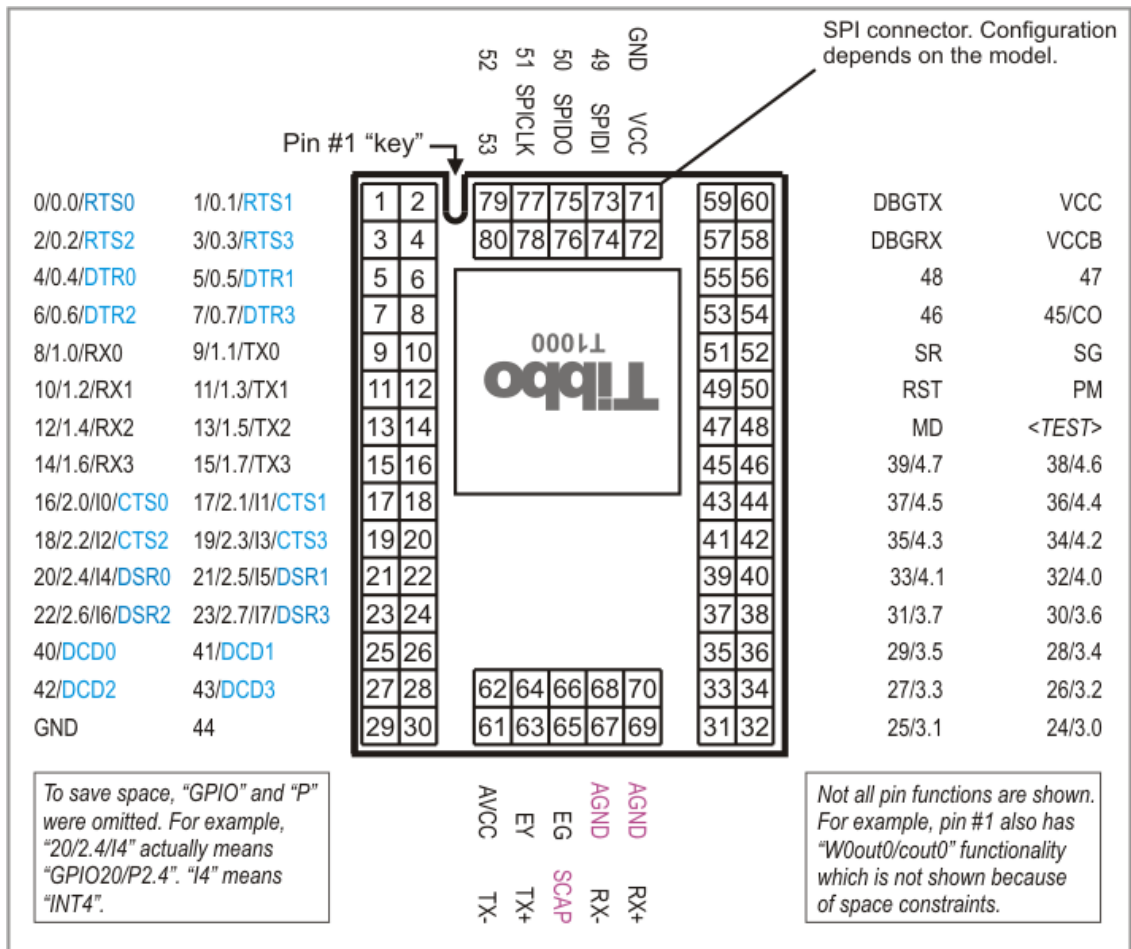 SPI connector. Configuration
depends on the model.
52 51 50 49 GND
53 SPICLK SPIDO SPIDI VCC
Pin #1 “key”
0/0.0/RTS0 1/0.1/RTS1 1 2 79 77 75 73 71 59 60 DBGTX VCC
2/0.2/RTS2 3/0.3/RTS3 3 4 80 78 76 74 72 57 58 DBGRX VCCB
4/0.4/DTR0 5/0.5/DTR1 5 6 55 56 48 47
6/0.6/DTR2 7/0.7/DTR3 7 8 53 54 46 45/CO
8/1.0/RX0 9/1.1/TX0 9 10 T1000 51 52 SR SG
10/1.2/RX1 11/1.3/TX1 11 12 Tibbo 49 50 RST PM
12/1.4/RX2 13/1.5/TX2 13 14 47 48 MD <TEST>
14/1.6/RX3 15/1.7/TX3 15 16 45 46 39/4.7 38/4.6
16/2.0/I0/CTS0 17/2.1/I1/CTS1 17 18 43 44 37/4.5 36/4.4
18/2.2/I2/CTS2 19/2.3/I3/CTS3 19 20 41 42 35/4.3 34/4.2
20/2.4/I4/DSR0 21/2.5/I5/DSR1 21 22 39 40 33/4.1 32/4.0
22/2.6/I6/DSR2 23/2.7/I7/DSR3 23 24 37 38 31/3.7 30/3.6
40/DCD0 41/DCD1 25 26 35 36 29/3.5 28/3.4
42/DCD2 43/DCD3 27 28 62 64 66 68 70 33 34 27/3.3 26/3.2
GND 44 29 30 61 63 65 67 69 31 32 25/3.1 24/3.0
AVCC EY EG AGND AGND
TX- TX+ SCAP RX- RX+
To save space, “GPIO” and “P”
were omitted. For example,
“20/2.4/I4” actually means
“GPIO20/P2.4”. “I4” means
“INT4”.
Not all pin functions are shown.
For example, pin #1 also has
“W0out0/cout0” functionality
which is not shown because
of space constraints.